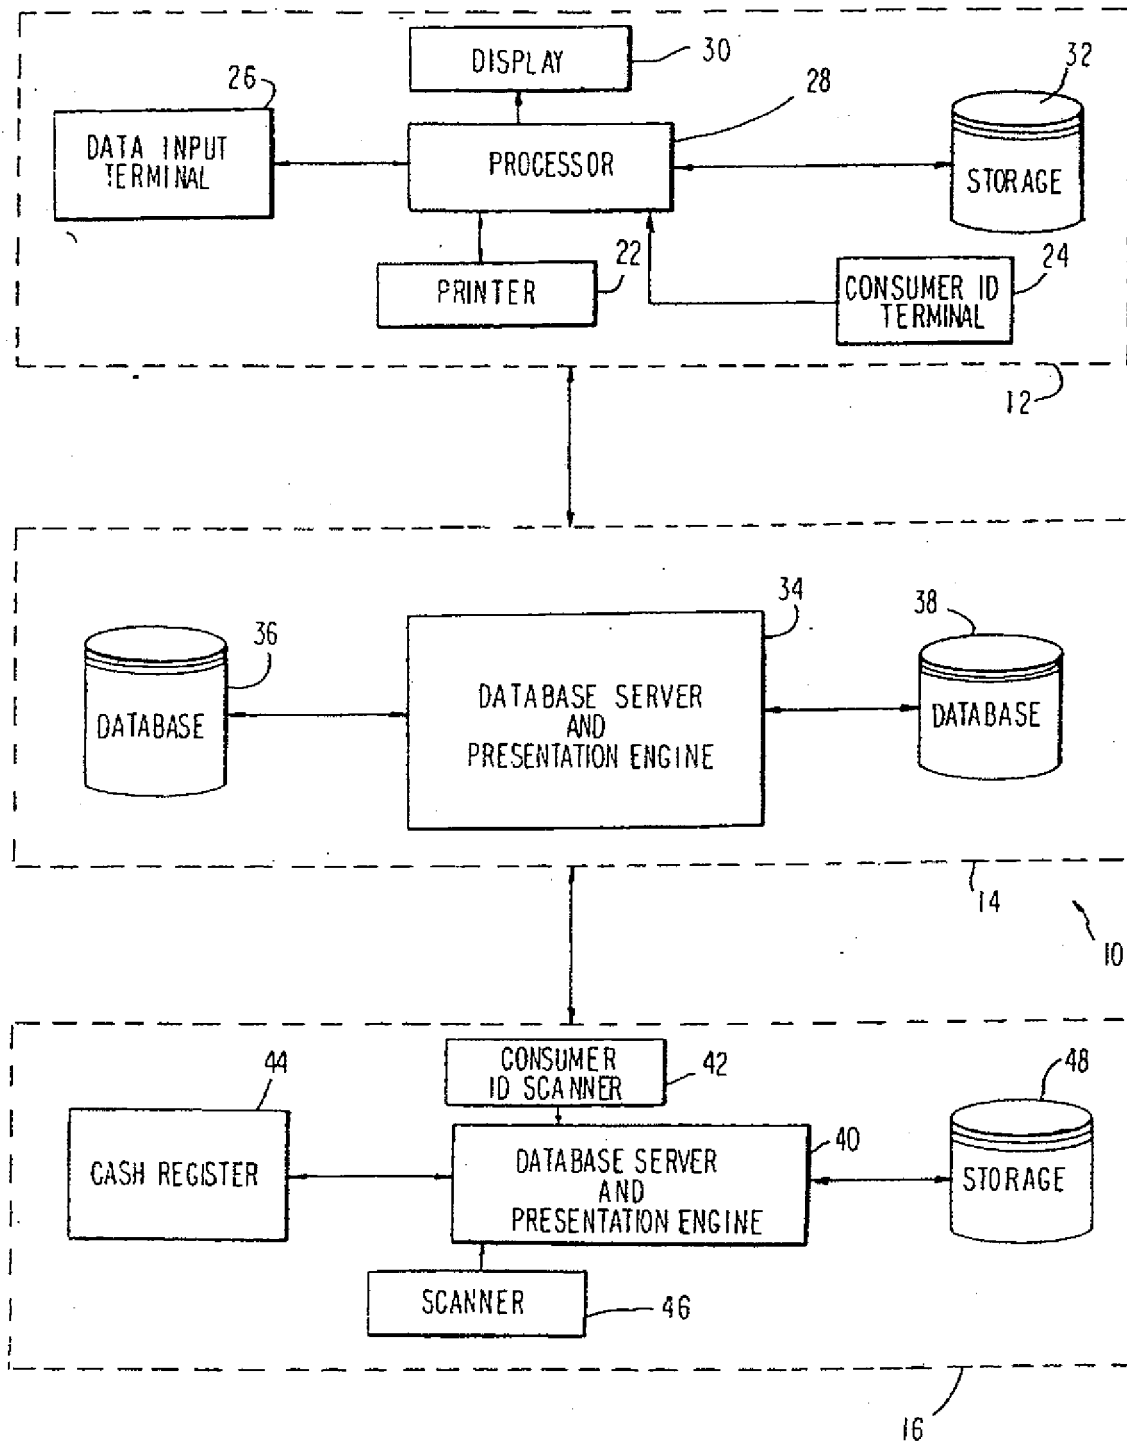 DISPLAY
30
26
28
32
DATA INPUT
TERMINAL
PROCESSOR
STORAGE
22
24
PRINTER
CONSUMER ID
TERMINAL
12
34
38
36
DATABASE
DATABASE SERVER
AND
PRESENTATION ENGINE
DATABASE
14
10
44
CONSUMER
ID SCANNER
42
48
40
CASH REGISTER
DATABASE SERVER
AND
PRESENTATION ENGINE
STORAGE
SCANNER
46
16